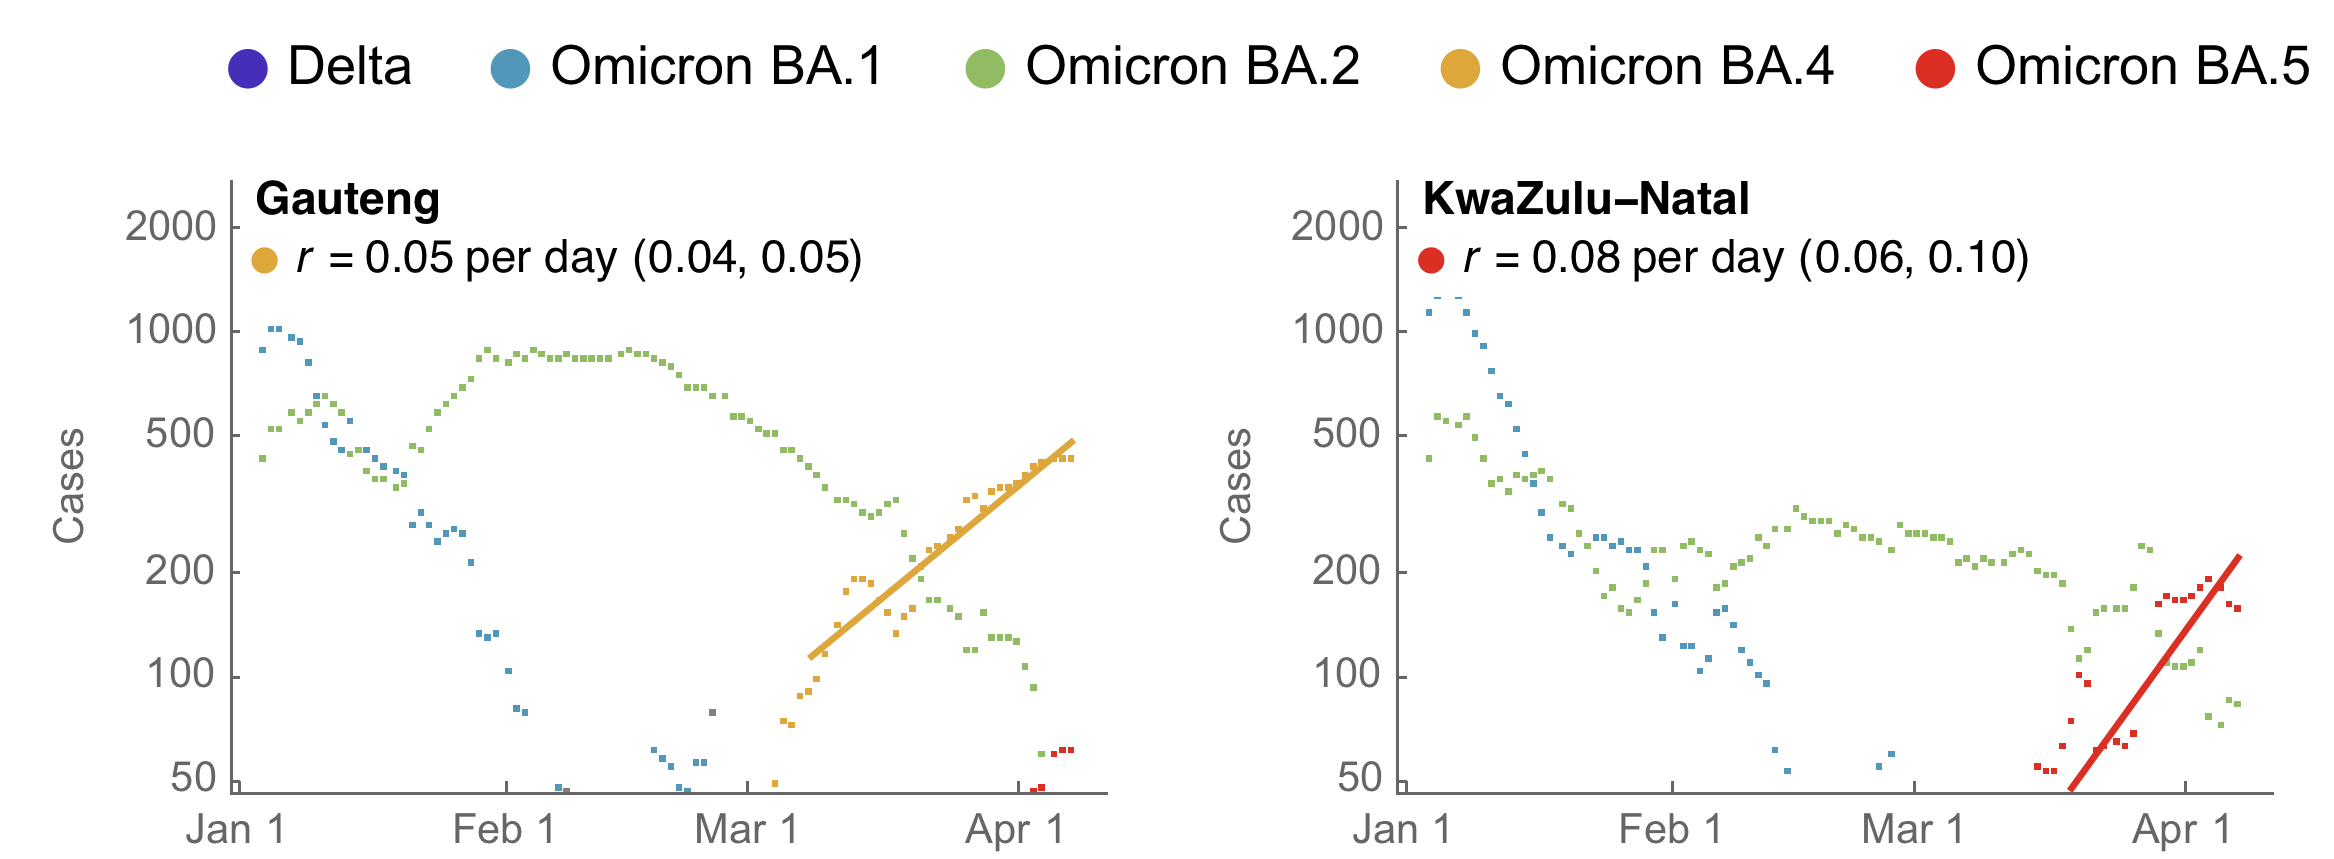 Delta Omicron BA.1 Omicron BA.2 Omicron BA.4 Omicron BA.5
Gauteng
r = 0.05 per day (0.04, 0.05)
2000
1000
500
200
100
50
Cases
Jan 1 Feb 1 Mar 1 Apr 1
KwaZulu–Natal
r = 0.08 per day (0.06, 0.10)
2000
1000
500
200
100
50
Cases
Jan 1 Feb 1 Mar 1 Apr 1